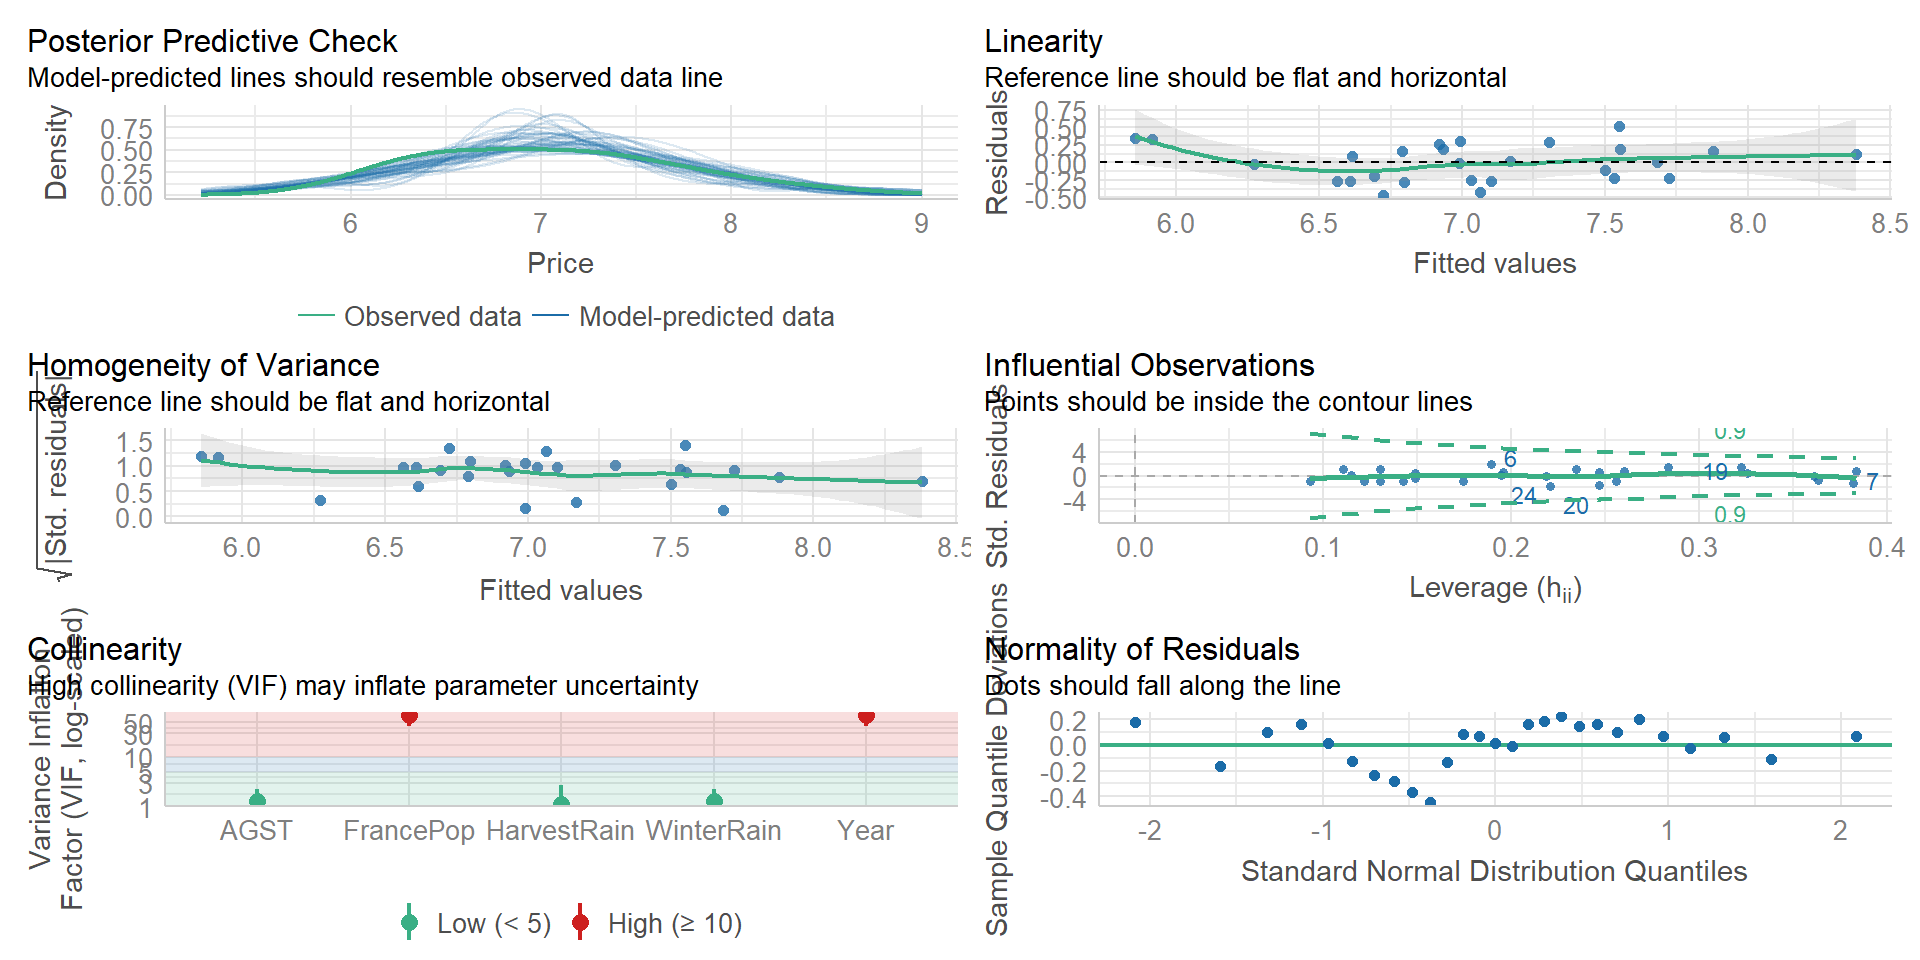 Posterior Predictive Check
Model-predicted lines should resemble observed data line
Density
0.75
0.50
0.25
0.00
6 7 8 9
Price
Observed data Model-predicted data
Linearity
Reference line should be flat and horizontal
Residuals
0.75
0.50
0.25
0.00
-0.25
-0.50
6.0 6.5 7.0 7.5 8.0 8.5
Fitted values
Homogeneity of Variance
Reference line should be flat and horizontal
√|Std. residuals|
1.5
1.0
0.5
0.0
6.0 6.5 7.0 7.5 8.0 8.5
Fitted values
Influential Observations
Points should be inside the contour lines
Std. Residuals
4
0
-4
0.9
6
19
7
24
20
0.9
0.0 0.1 0.2 0.3 0.4
Leverage (hii)
Collinearity
High collinearity (VIF) may inflate parameter uncertainty
Variance Inflation
Factor (VIF, log-scaled)
50
30
10
5
3
1
AGST FrancePop HarvestRain WinterRain Year
Low (< 5) High (≥ 10)
Normality of Residuals
Dots should fall along the line
Sample Quantile Deviations
0.2
0.0
-0.2
-0.4
-2 -1 0 1 2
Standard Normal Distribution Quantiles